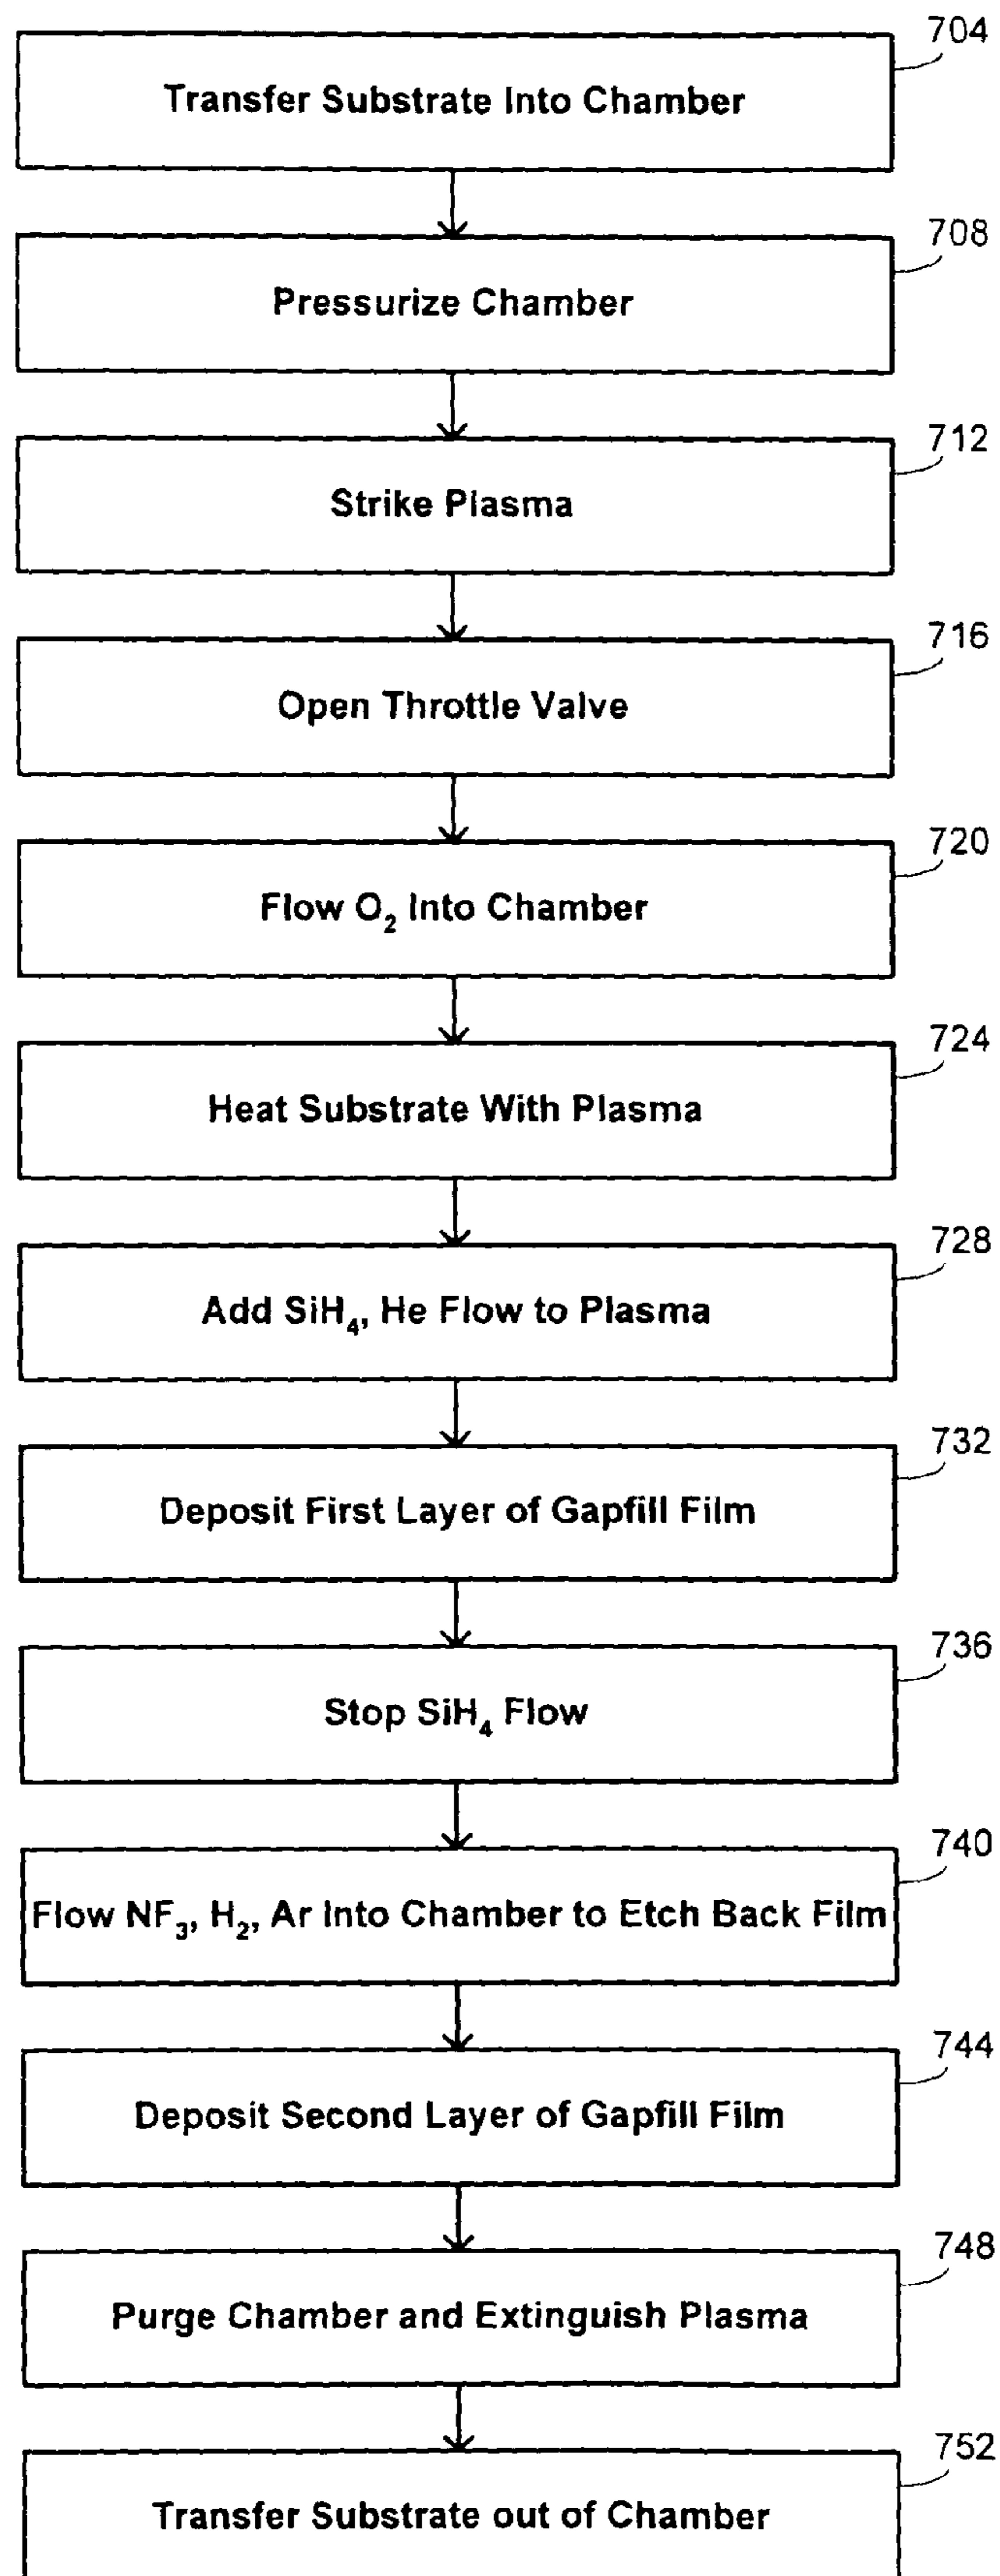 704
Transfer Substrate Into Chamber
708
Pressurize Chamber
712
Strike Plasma
716
Open Throttle Valve
720
Flow O₂ Into Chamber
724
Heat Substrate With Plasma
728
Add SiH₄, He Flow to Plasma
732
Deposit First Layer of Gapfill Film
736
Stop SiH₄ Flow
740
Flow NF₃, H₂, Ar Into Chamber to Etch Back Film
744
Deposit Second Layer of Gapfill Film
748
Purge Chamber and Extinguish Plasma
752
Transfer Substrate out of Chamber